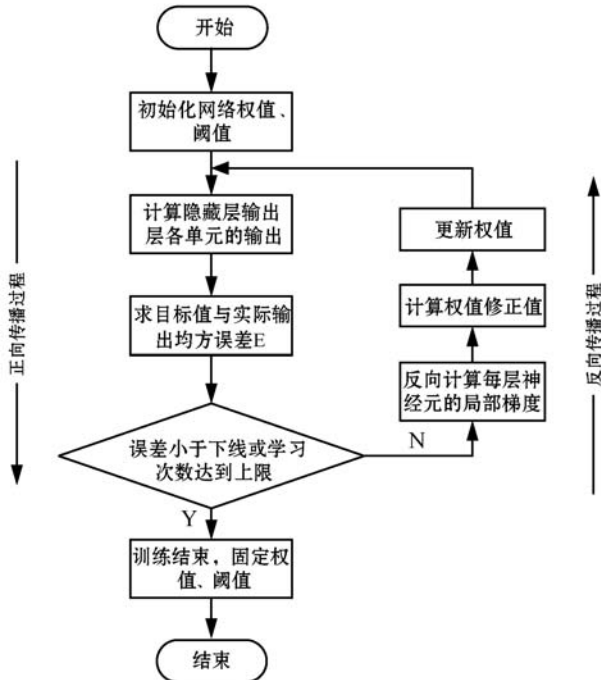 开始
初始化网络权值、
阈值
计算隐藏层输出
层各单元的输出
求目标值与实际输
出均方误差E
误差小于下线或学习
次数达到上限
Y
训练结束，固定权
值、阈值
结束
N
反向计算每层神
经元的局部梯度
计算权值修正值
更新权值
正向传播过程
反向传播过程